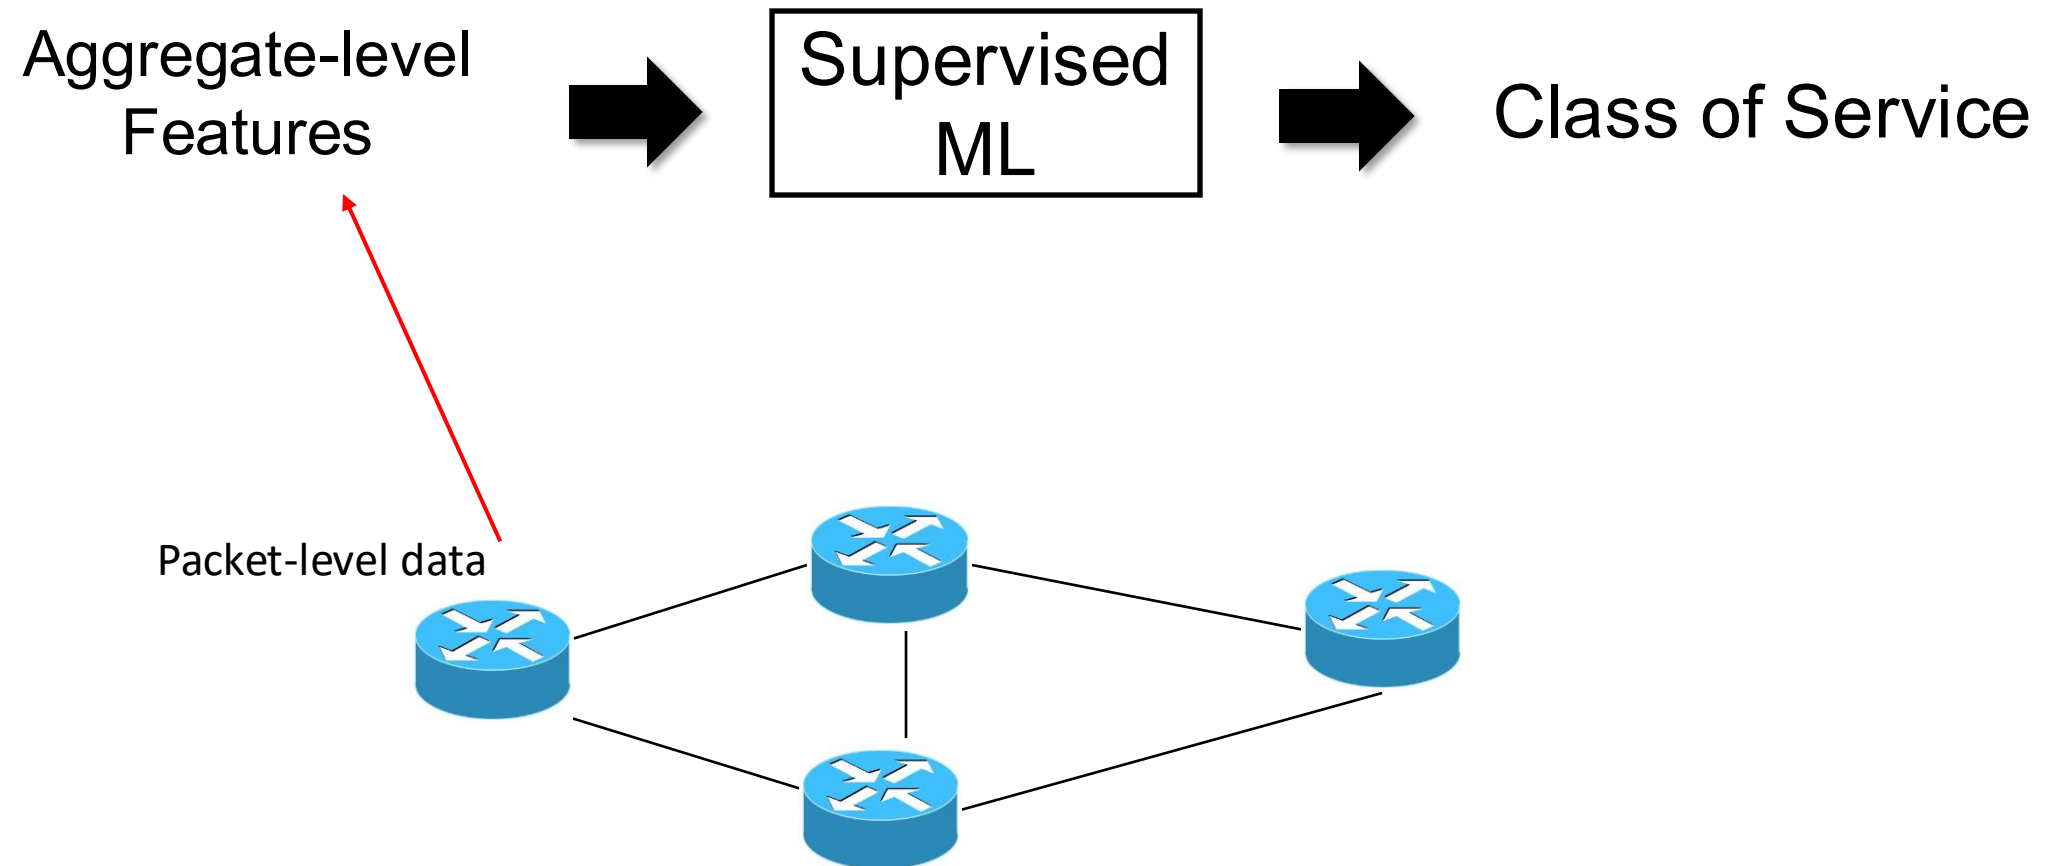 Aggregate-level
Features
Supervised
ML
Class of Service
Packet-level data